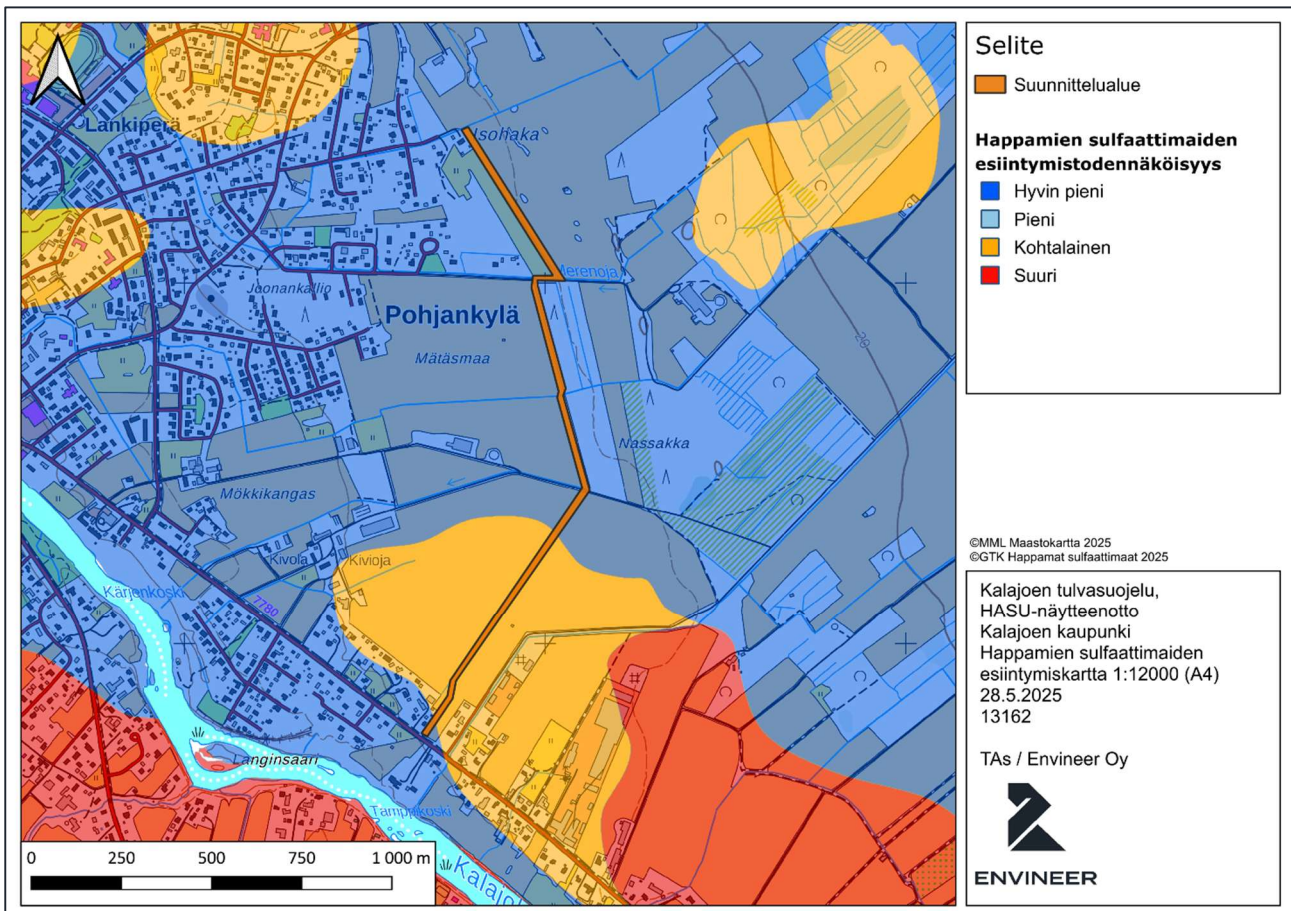 Lankiperä
Isohaka
Merenoja
Joonankallio
Pohjankylä
Mätäsmaa
20
Nassakka
Mökkikangas
Kivola
Kivioja
Kärjenkoski
7780
Langinsaari
Tamppikoski
0 250 500 750 1 000 m
Selite
Suunnittelualue
Happamien sulfaattimaiden
esiintymistodennäköisyys
Hyvin pieni
Pieni
Kohtalainen
Suuri
©MML Maastokartta 2025
©GTK Happamat sulfaattimaat 2025
Kalajoen tulvasuojelu,
HASU-näytteenotto
Kalajoen kaupunki
Happamien sulfaattimaiden
esiintymiskartta 1:12000 (A4)
28.5.2025
13162
TAs / Envineer Oy
ENVINEER